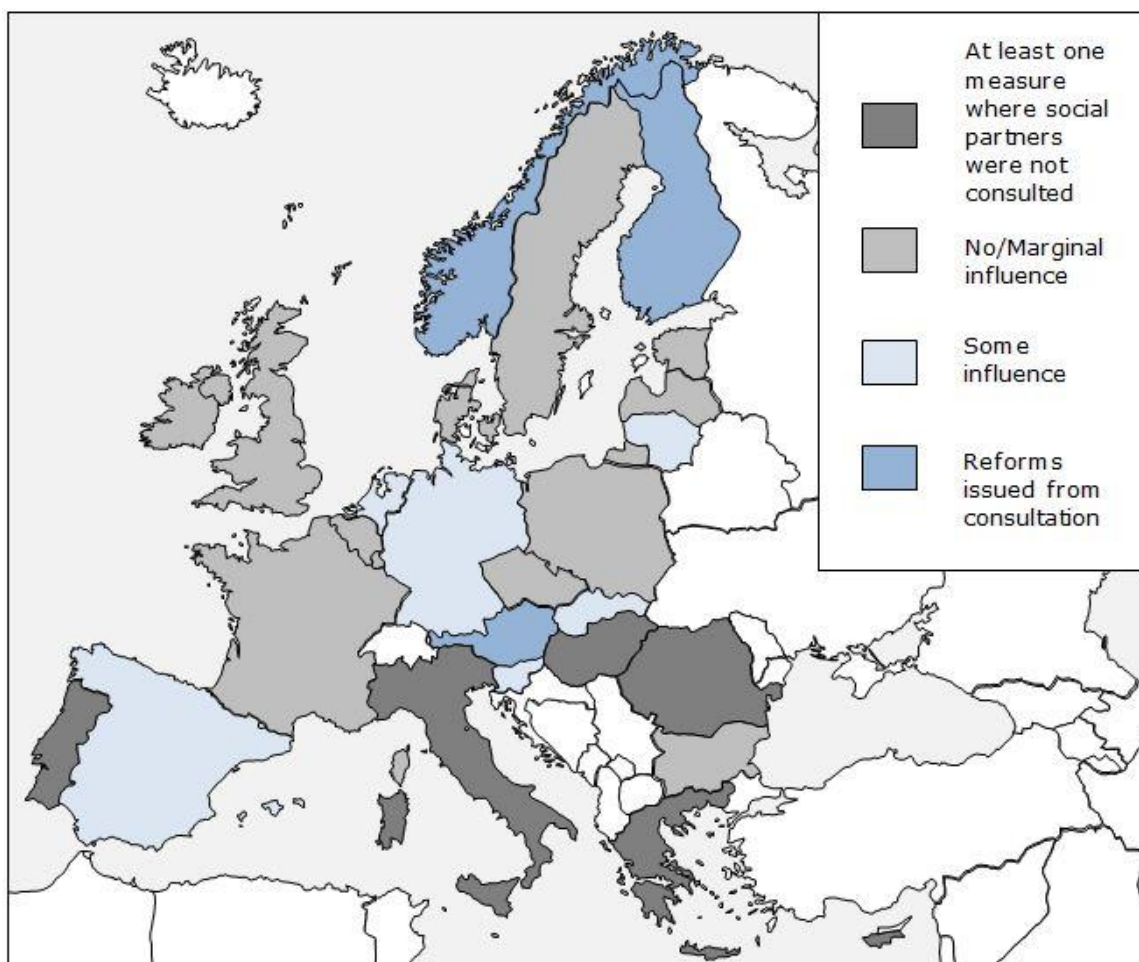 At least one
measure
where social
partners
were not
consulted
No/Marginal
influence
Some
influence
Reforms
issued from
consultation